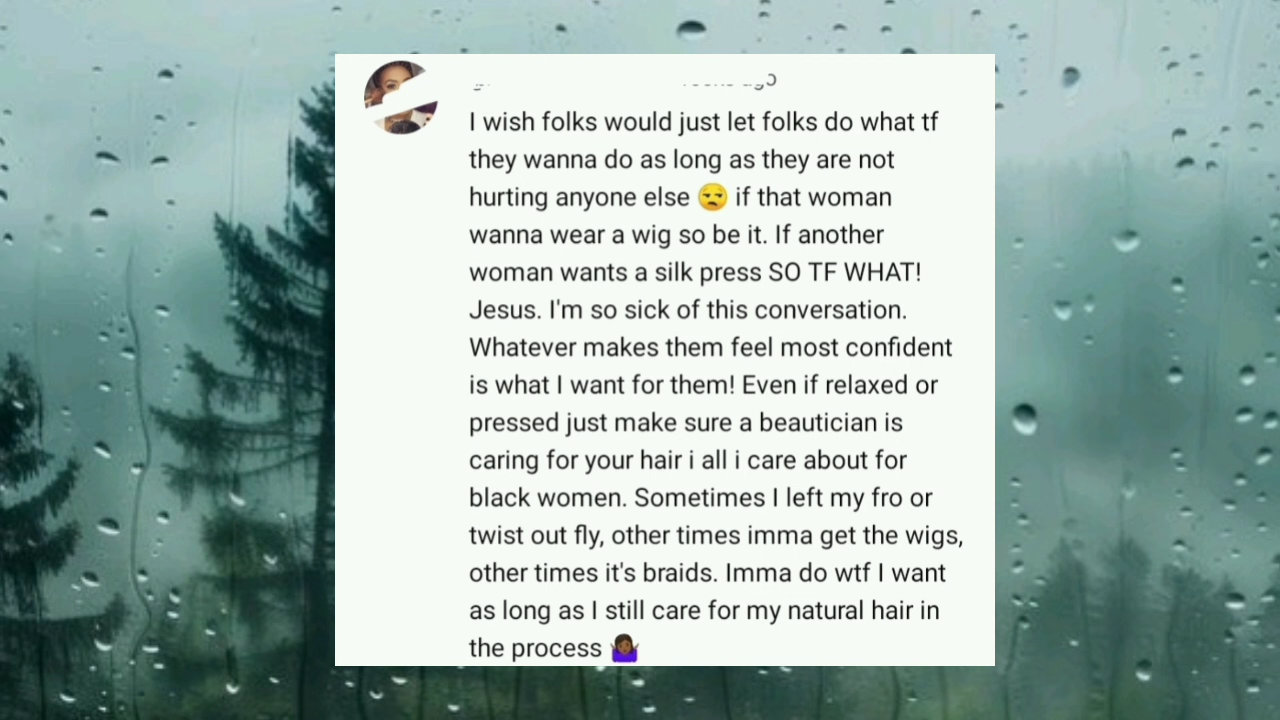 I wish folks would just let folks do what tf
they wanna do as long as they are not
hurting anyone else 😒 if that woman
wanna wear a wig so be it. If another
woman wants a silk press SO TF WHAT!
Jesus. I'm so sick of this conversation.
Whatever makes them feel most confident
is what I want for them! Even if relaxed or
pressed just make sure a beautician is
caring for your hair i all i care about for
black women. Sometimes I left my fro or
twist out fly, other times imma get the wigs,
other times it's braids. Imma do wtf I want
as long as I still care for my natural hair in
the process 🤷🏾‍♀️